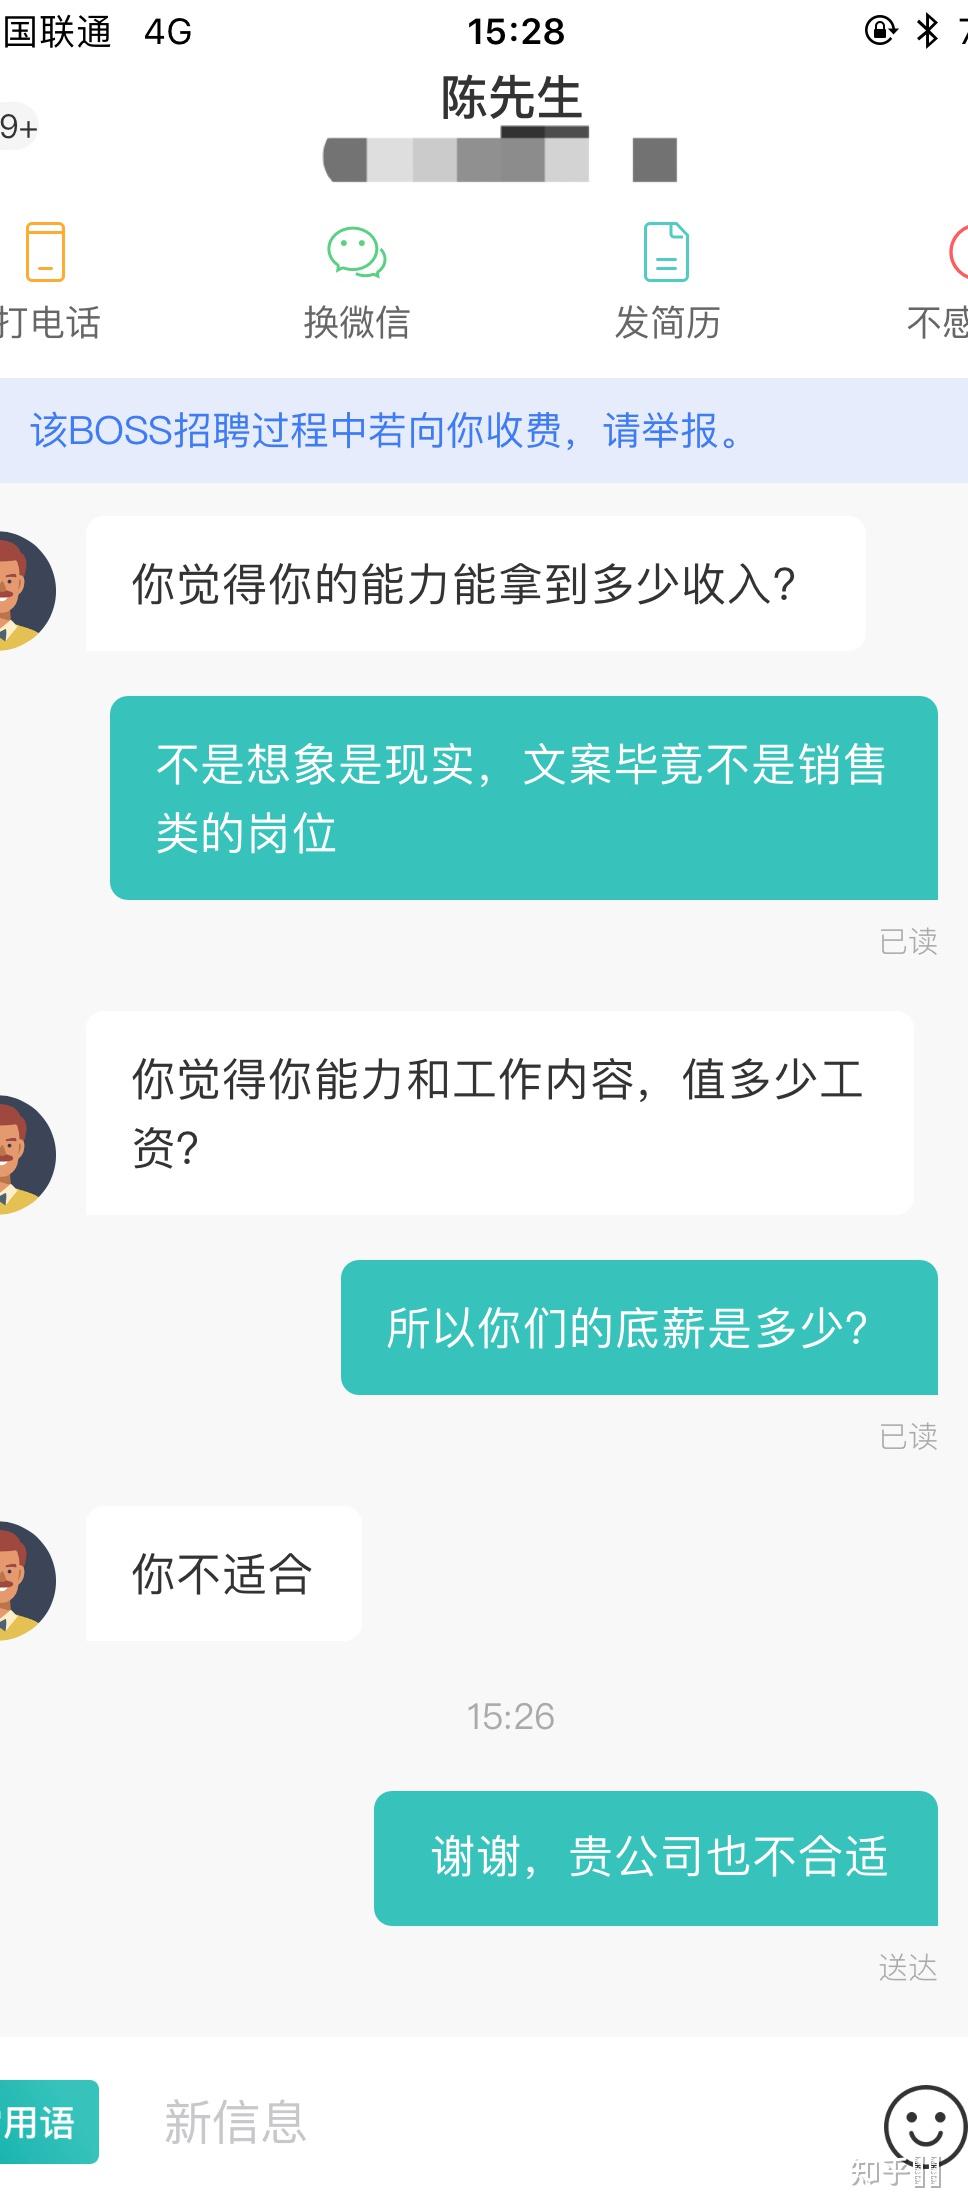 国联通 4G 15:28 7
陈先生
9+
打电话 换微信 发简历 不感
该BOSS招聘过程中若向你收费，请举报。
你觉得你的能力能拿到多少收入?
不是想象是现实，文案毕竟不是销售
类的岗位
已读
你觉得你能力和工作内容，值多少工
资?
所以你们的底薪是多少?
已读
你不适合
15:26
谢谢，贵公司也不合适
送达
用语 新信息
知乎